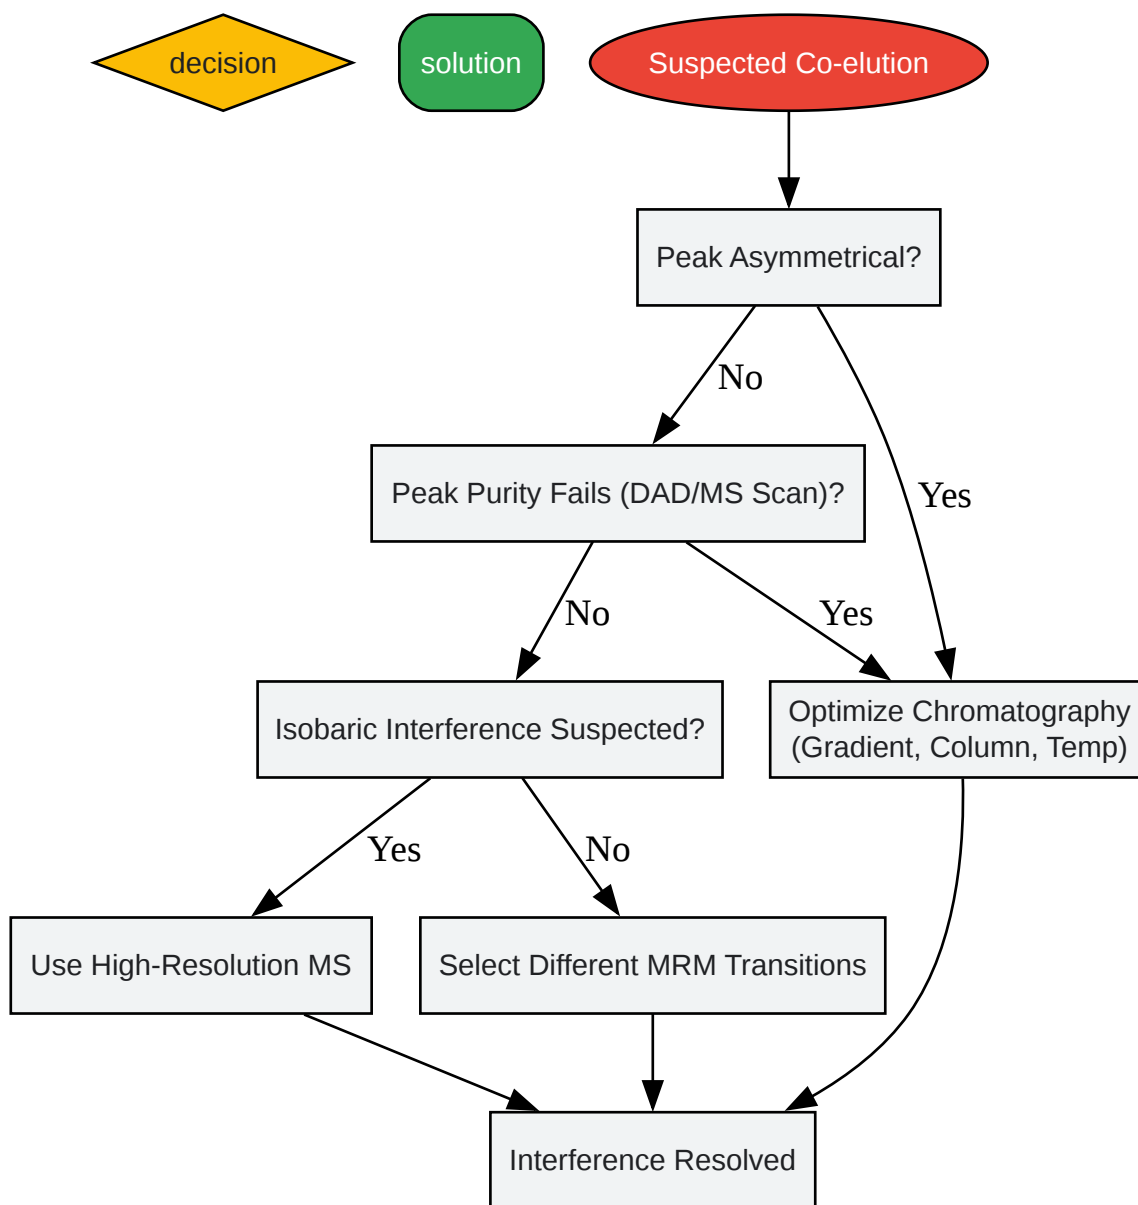 decision
solution
Suspected Co-elution
Peak Asymmetrical?
No
Yes
Peak Purity Fails (DAD/MS Scan)?
No
Yes
Isobaric Interference Suspected?
Optimize Chromatography
(Gradient, Column, Temp)
Yes
No
Use High-Resolution MS
Select Different MRM Transitions
Interference Resolved